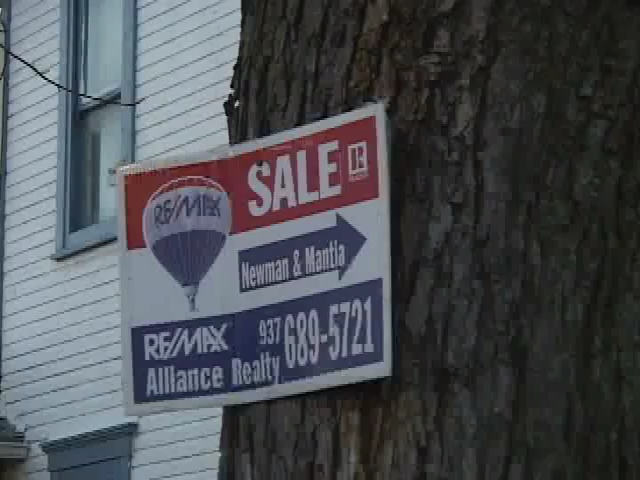 SALE
R
RE/MAX
Newman & Mantia
RE/MAX 937 689-5721
Alliance Realty